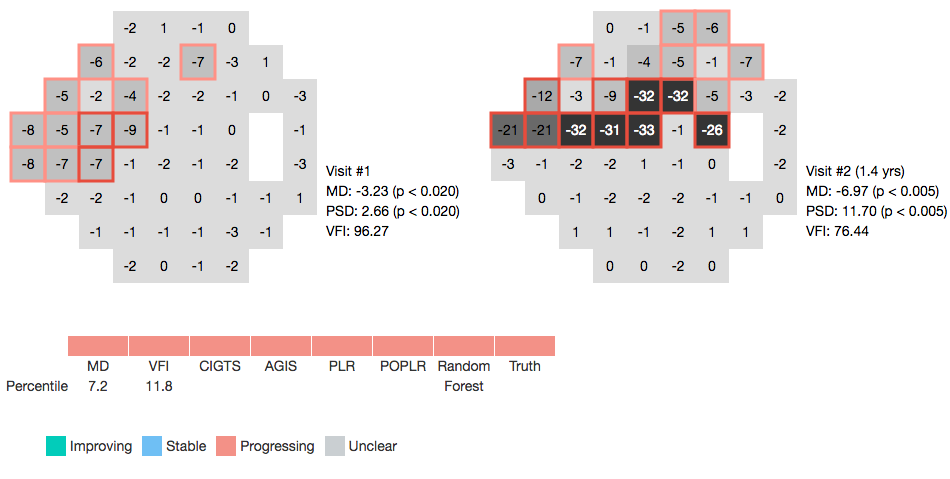 -2 1 -1 0
-6 -2 -2 -7 -3 1
-5 -2 -4 -2 -2 -1 0 -3
-8 -5 -7 -9 -1 -1 0 -1
-8 -7 -7 -1 -2 -1 -2 -3
-2 -2 -1 0 0 -1 -1 1
-1 -1 -1 -1 -3 -1
-2 0 -1 -2
Visit #1
MD: -3.23 (p < 0.020)
PSD: 2.66 (p < 0.020)
VFI: 96.27
0 -1 -5 -6
-7 -1 -4 -5 -1 -7
-12 -3 -9 -32 -32 -5 -3 -2
-21 -21 -32 -31 -33 -1 -26 -2
-3 -1 -2 -2 1 -1 0 -2
0 -1 -2 -2 -2 -1 -1 0
1 1 -1 -2 1 1
0 0 -2 0
Visit #2 (1.4 yrs)
MD: -6.97 (p < 0.005)
PSD: 11.70 (p < 0.005)
VFI: 76.44
MD VFI CIGTS AGIS PLR POPLR Random Truth
Percentile 7.2 11.8 Forest
Improving Stable Progressing Unclear